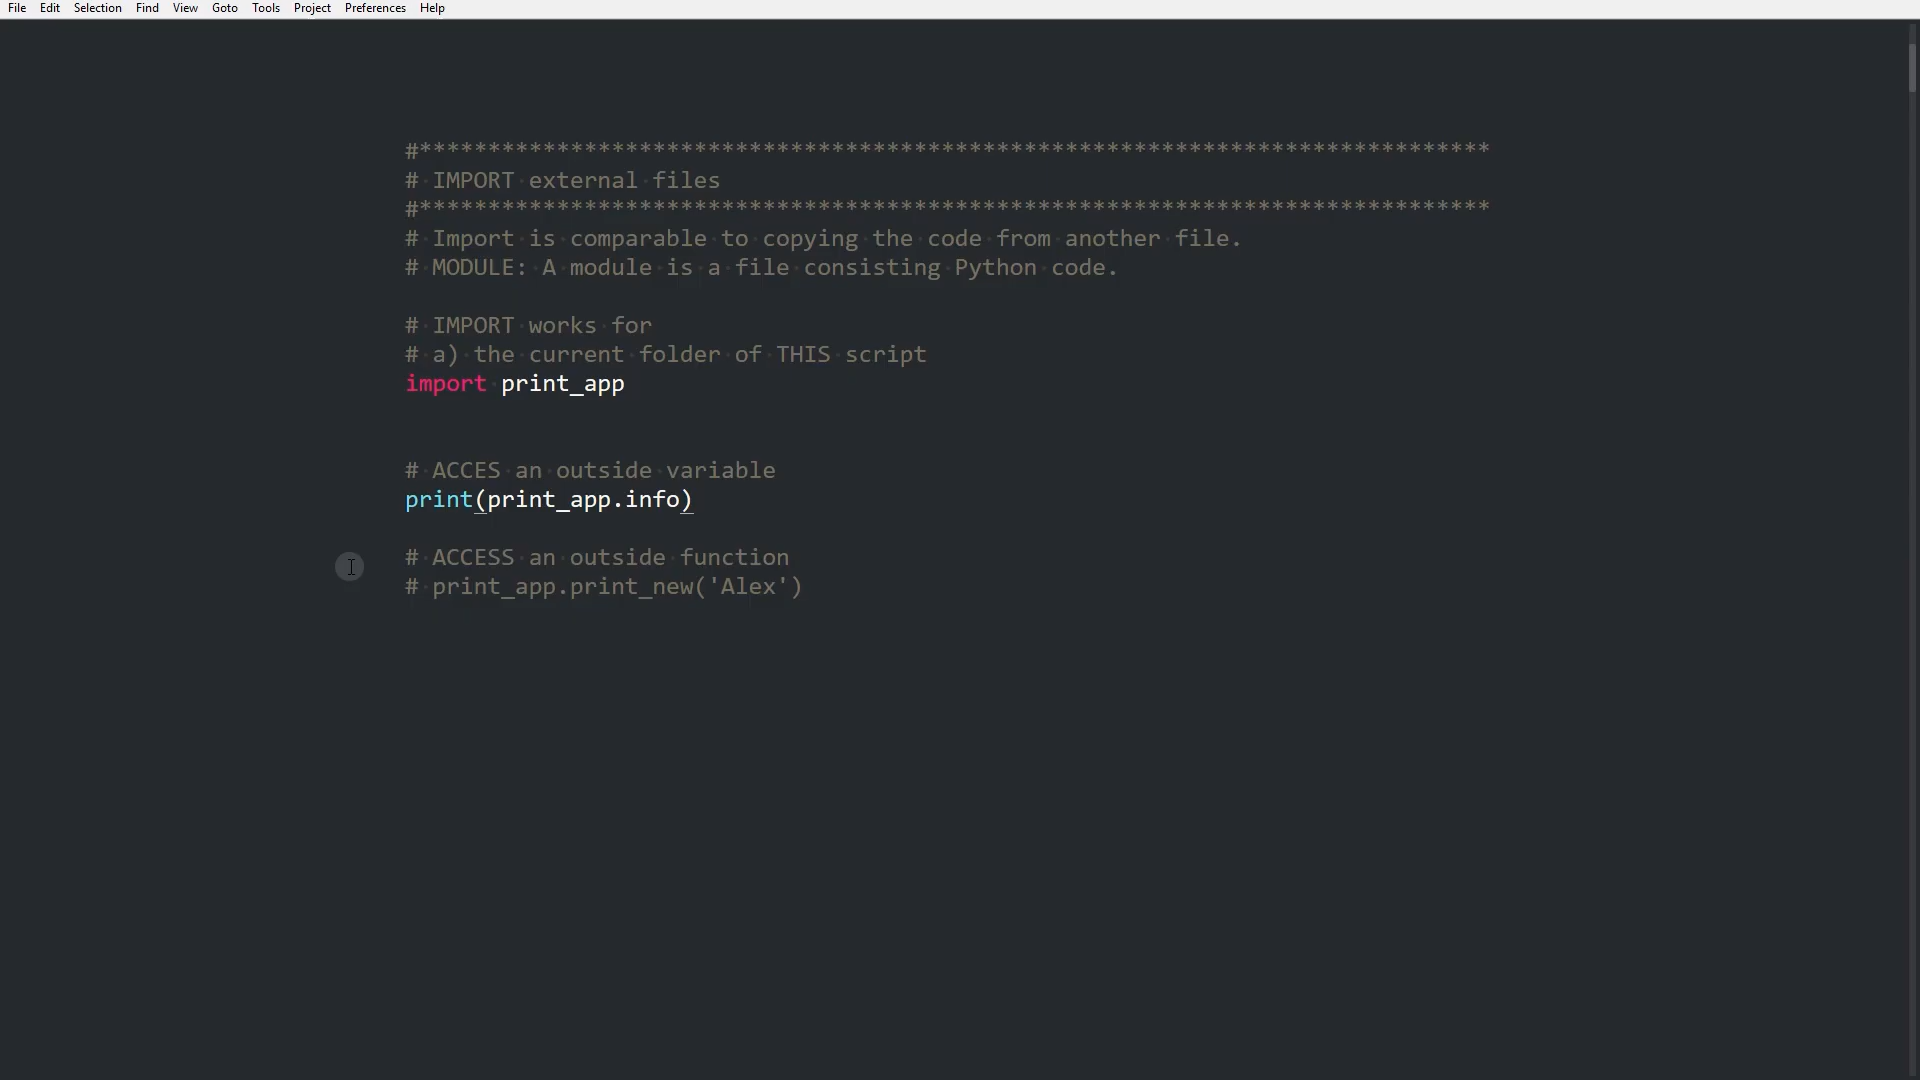 File Edit Selection Find View Goto Tools Project Preferences Help
#******************************************************************************
# IMPORT external files
#******************************************************************************
# Import is comparable to copying the code from another file.
# MODULE: A module is a file consisting Python code.
# IMPORT works for
# a) the current folder of THIS script
import print_app
# ACCES an outside variable
print(print_app.info)
# ACCESS an outside function
# print_app.print_new('Alex')